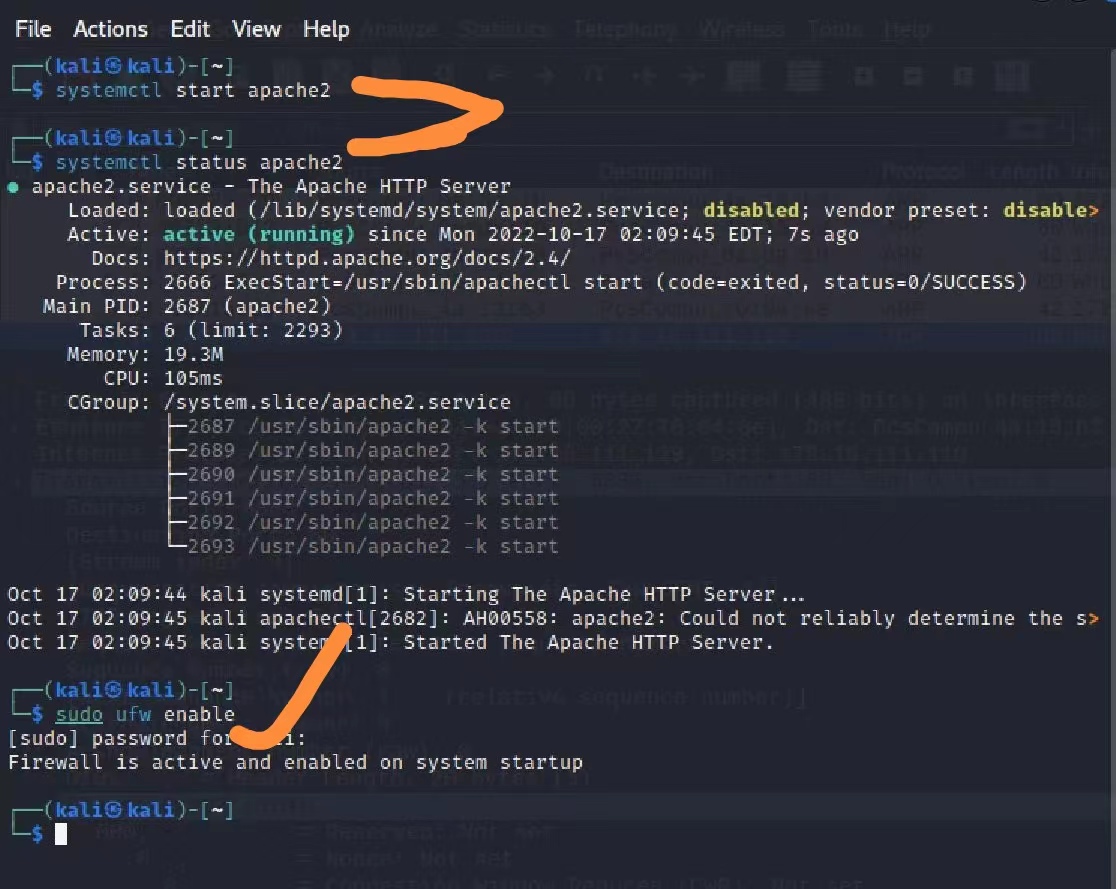 File Actions Edit View Help
┌──(kali㉿kali)-[~]
└─$ systemctl start apache2
┌──(kali㉿kali)-[~]
└─$ systemctl status apache2
● apache2.service - The Apache HTTP Server
Loaded: loaded (/lib/systemd/system/apache2.service; disabled; vendor preset: disable>
Active: active (running) since Mon 2022-10-17 02:09:45 EDT; 7s ago
Docs: https://httpd.apache.org/docs/2.4/
Process: 2666 ExecStart=/usr/sbin/apachectl start (code=exited, status=0/SUCCESS)
Main PID: 2687 (apache2)
Tasks: 6 (limit: 2293)
Memory: 19.3M
CPU: 105ms
CGroup: /system.slice/apache2.service
├─2687 /usr/sbin/apache2 -k start
├─2689 /usr/sbin/apache2 -k start
├─2690 /usr/sbin/apache2 -k start
├─2691 /usr/sbin/apache2 -k start
├─2692 /usr/sbin/apache2 -k start
└─2693 /usr/sbin/apache2 -k start
Oct 17 02:09:44 kali systemd[1]: Starting The Apache HTTP Server...
Oct 17 02:09:45 kali apachectl[2682]: AH00558: apache2: Could not reliably determine the s>
Oct 17 02:09:45 kali systemd[1]: Started The Apache HTTP Server.
┌──(kali㉿kali)-[~]
└─$ sudo ufw enable
[sudo] password for kali:
Firewall is active and enabled on system startup
┌──(kali㉿kali)-[~]
└─$